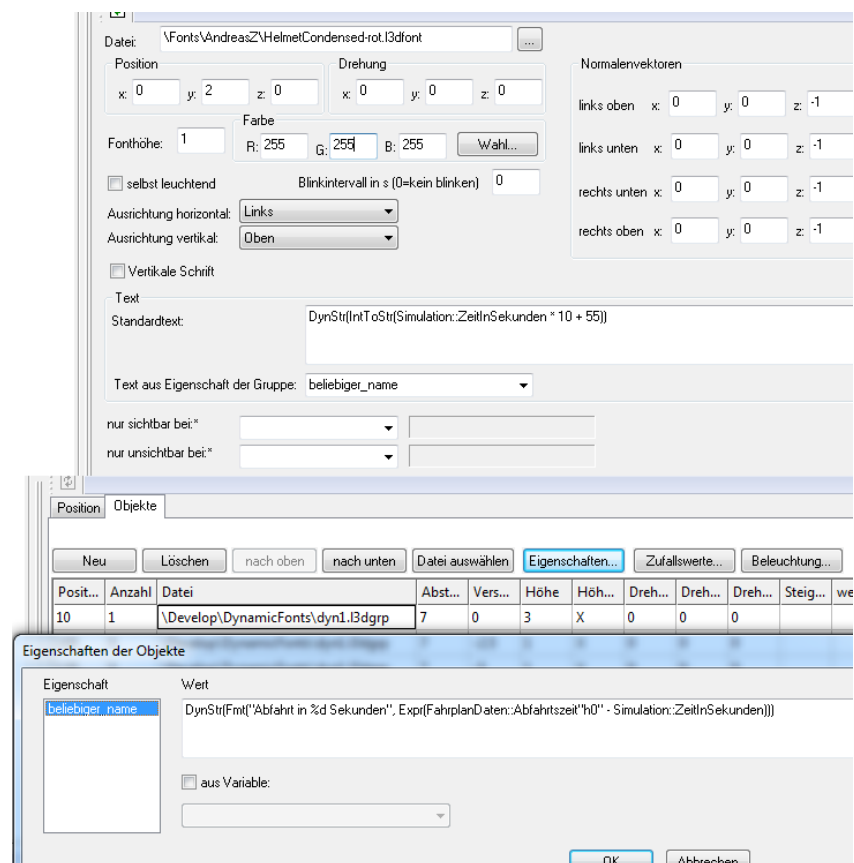 Datei: \Fonts\AndreasZ\HelmetCondensed-rot.l3dfont ...
Position Drehung Normalenvektoren
x: 0 y: 2 z: 0 x: 0 y: 0 z: 0
links oben x: 0 y: 0 z: -1
Farbe
Fonthöhe: 1 R: 255 G: 255 B: 255 Wahl...
links unten x: 0 y: 0 z: -1
selbst leuchtend Blinkintervall in s (0=kein blinken) 0
rechts unten x: 0 y: 0 z: -1
Ausrichtung horizontal: Links
rechts oben x: 0 y: 0 z: -1
Ausrichtung vertikal: Oben
Vertikale Schrift
Text
Standardtext: DynStr(IntToStr(Simulation::ZeitInSekunden * 10 + 55))
Text aus Eigenschaft der Gruppe: beliebiger_name
nur sichtbar bei:*
nur unsichtbar bei:*
Position Objekte
Neu Löschen nach oben nach unten Datei auswählen Eigenschaften... Zufallswerte... Beleuchtung...
Posit... Anzahl Datei Abst... Vers... Höhe Höh... Dreh... Dreh... Dreh... Steig... we
10 1 \Develop\DynamicFonts\dyn1.l3dgrp 7 0 3 X 0 0 0
Eigenschaften der Objekte
Eigenschaft Wert
beliebiger_name DynStr(Fmt("Abfahrt in %d Sekunden", Expr(FahrplanDaten::Abfahrtszeit"h0" - Simulation::ZeitInSekunden)))
aus Variable:
OK Abbrechen